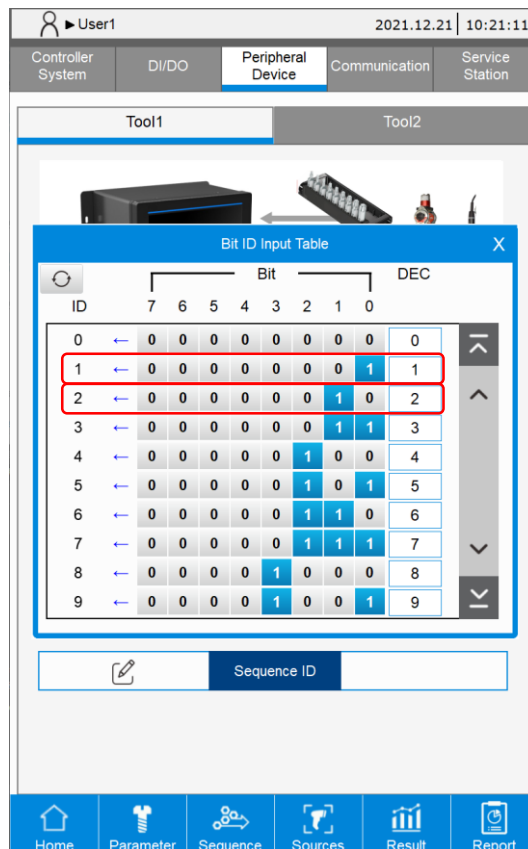 ▶User1 2021.12.21 10:21:11
Controller System DI/DO Peripheral Device Communication Service Station
Tool1 Tool2
Bit ID Input Table X
Bit DEC
ID 7 6 5 4 3 2 1 0
0 ← 0 0 0 0 0 0 0 0 0
1 ← 0 0 0 0 0 0 0 1 1
2 ← 0 0 0 0 0 0 1 0 2
3 ← 0 0 0 0 0 0 1 1 3
4 ← 0 0 0 0 0 1 0 0 4
5 ← 0 0 0 0 0 1 0 1 5
6 ← 0 0 0 0 0 1 1 0 6
7 ← 0 0 0 0 0 1 1 1 7
8 ← 0 0 0 0 1 0 0 0 8
9 ← 0 0 0 0 1 0 0 1 9
Sequence ID
Home Parameter Sequence Sources Result Report